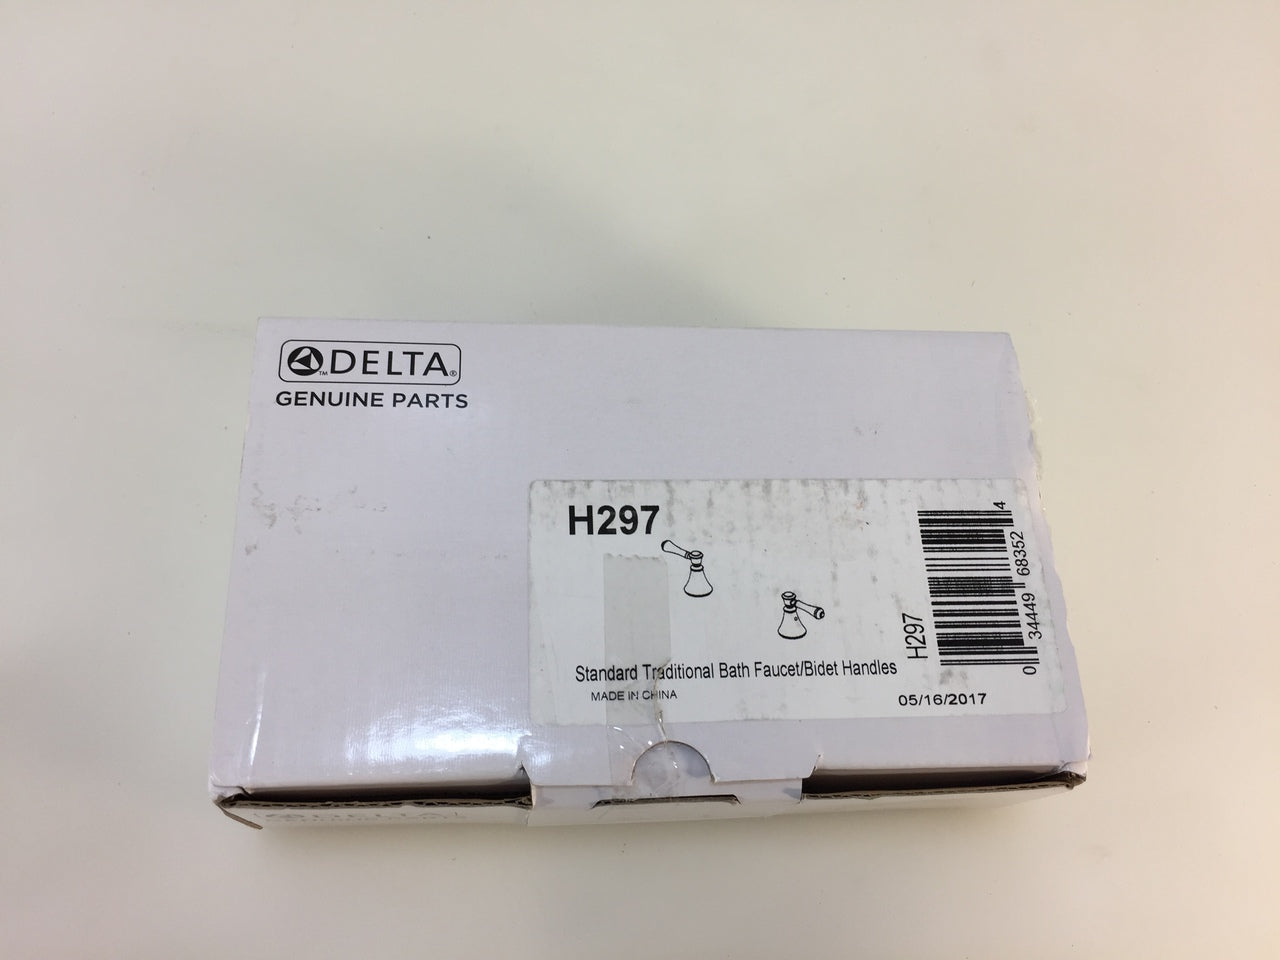 DELTA
GENUINE PARTS
H297
Standard Traditional Bath Faucet/Bidet Handles
MADE IN CHINA
05/16/2017
H297
0 34449 68352 4
DELTA